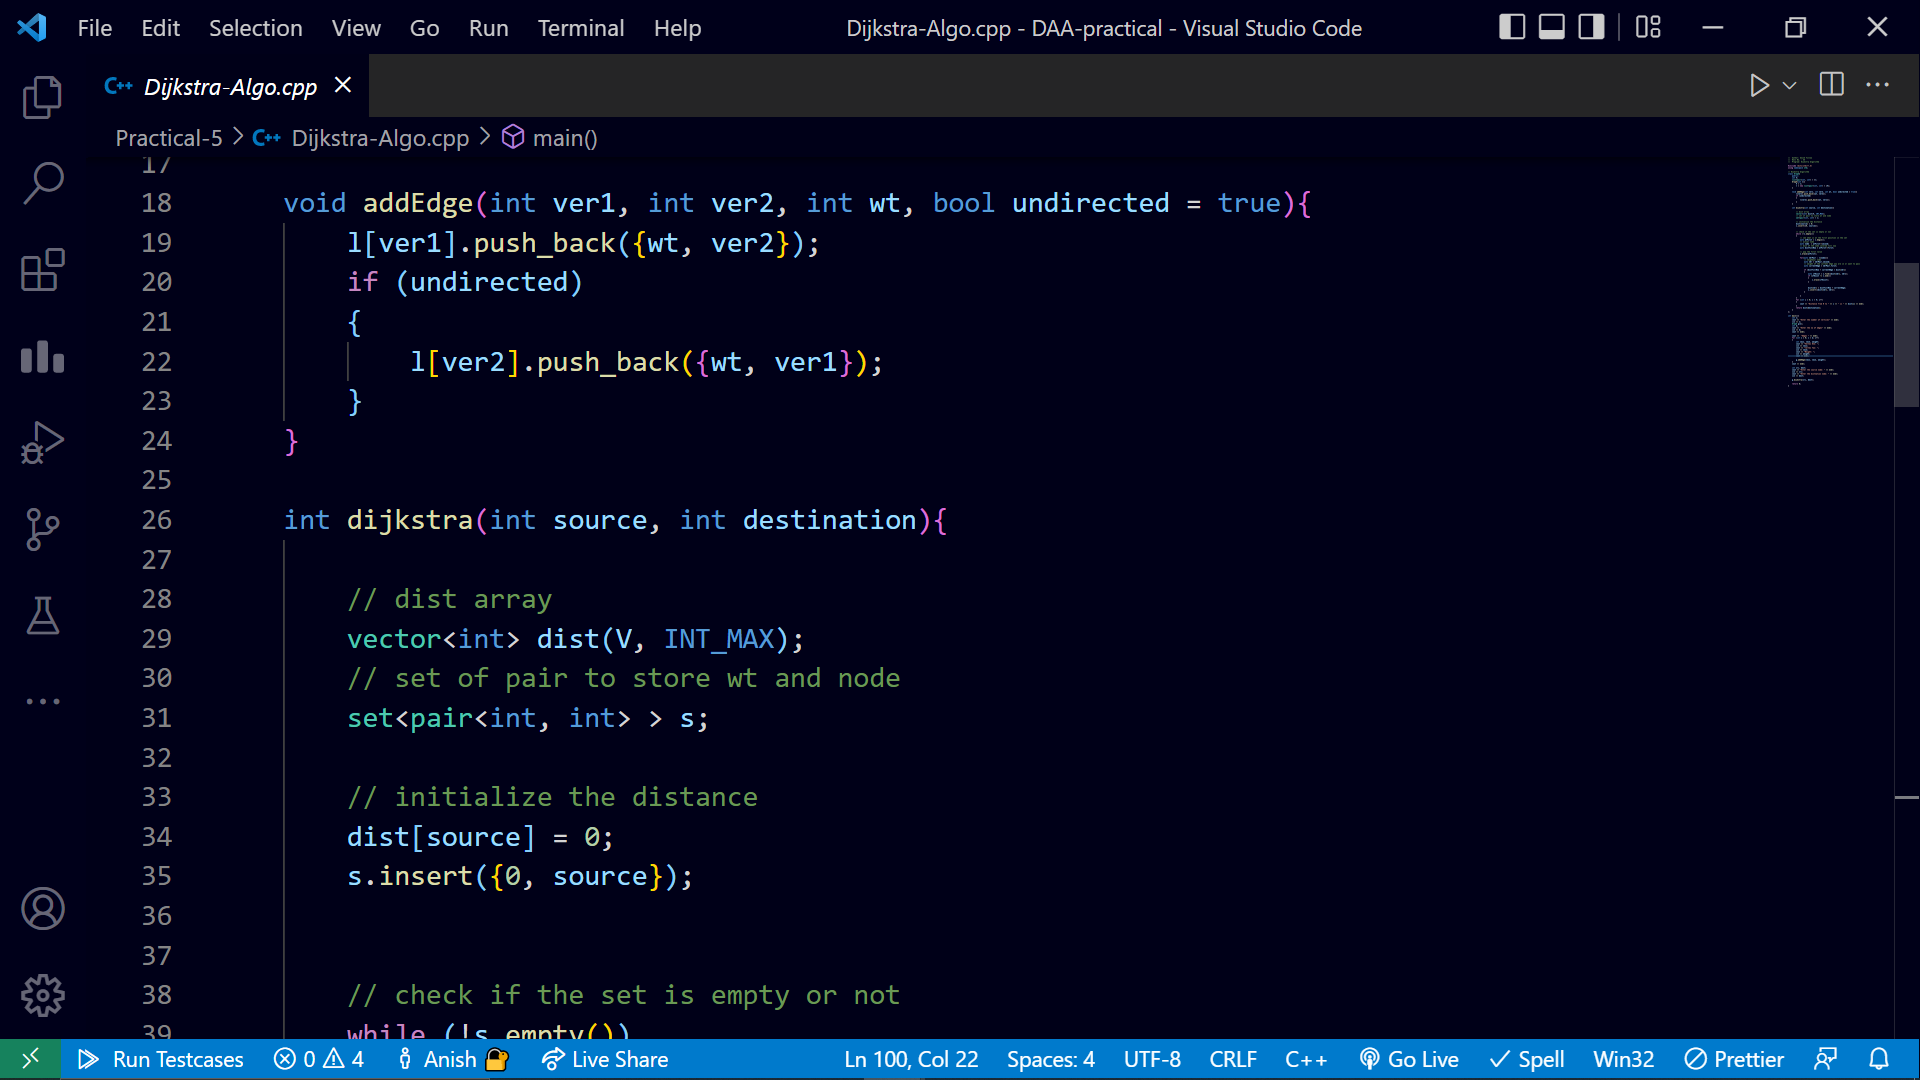 File Edit Selection View Go Run Terminal Help Dijkstra-Algo.cpp - DAA-practical - Visual Studio Code
C++ Dijkstra-Algo.cpp
Practical-5 > C++ Dijkstra-Algo.cpp > main()
17
18 void addEdge(int ver1, int ver2, int wt, bool undirected = true){
19 l[ver1].push_back({wt, ver2});
20 if (undirected)
21 {
22 l[ver2].push_back({wt, ver1});
23 }
24 }
25
26 int dijkstra(int source, int destination){
27
28 // dist array
29 vector<int> dist(V, INT_MAX);
30 // set of pair to store wt and node
31 set<pair<int, int> > s;
32
33 // initialize the distance
34 dist[source] = 0;
35 s.insert({0, source});
36
37
38 // check if the set is empty or not
39 while (!s.empty())
Run Testcases 0 4 Anish Live Share Ln 100, Col 22 Spaces: 4 UTF-8 CRLF C++ Go Live Spell Win32 Prettier